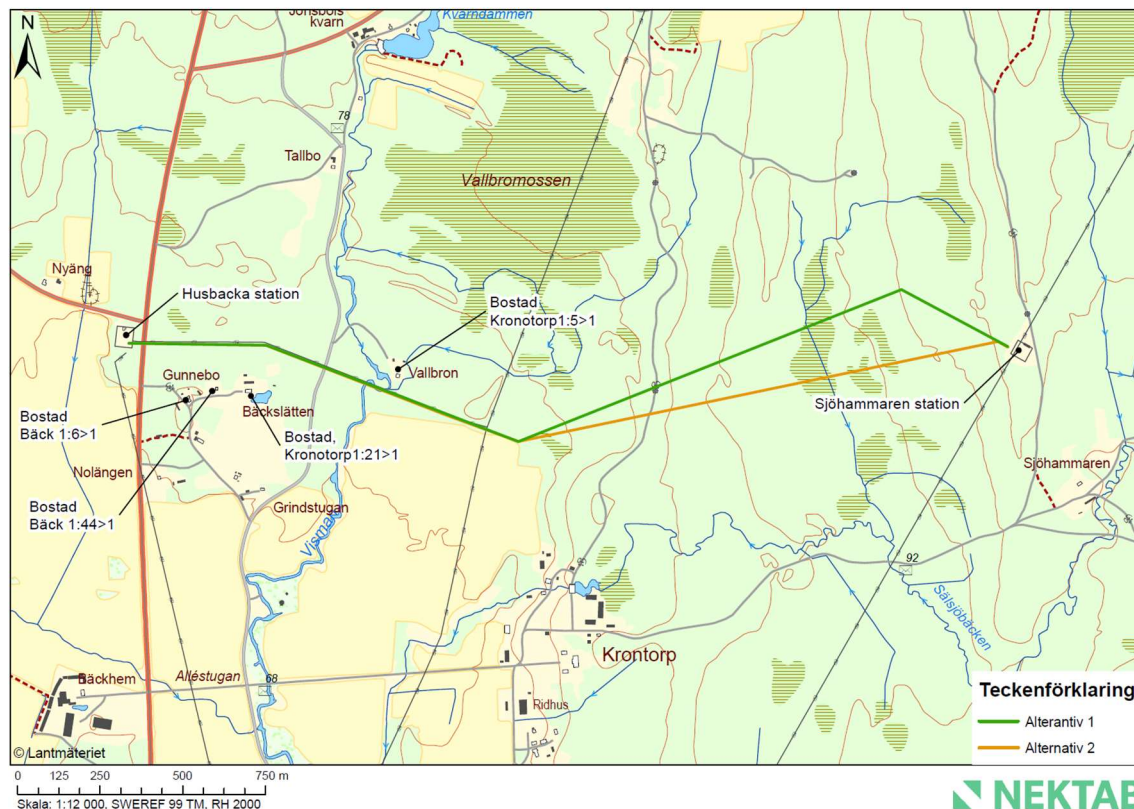 N
Jonsbols
kvarn
Kvarndammen
78
Tallbo
Vallbromossen
Nyäng
Husbacka station
Bostad
Kronotorp1:5>1
Gunnebo
Vallbron
Bostad
Bäck 1:6>1
Bäckslätten
Sjöhammaren station
Bostad,
Kronotorp1:21>1
Nolängen
Sjöhammaren
Bostad
Bäck 1:44>1
Grindstugan
Visman
92
Sälsjöbäcken
Krontorp
Bäckhem
Alléstugan
68
Ridhus
Teckenförklaring
Alterantiv 1
Alternativ 2
© Lantmäteriet
0 125 250 500 750 m
Skala: 1:12 000, SWEREF 99 TM, RH 2000
NEKTAB